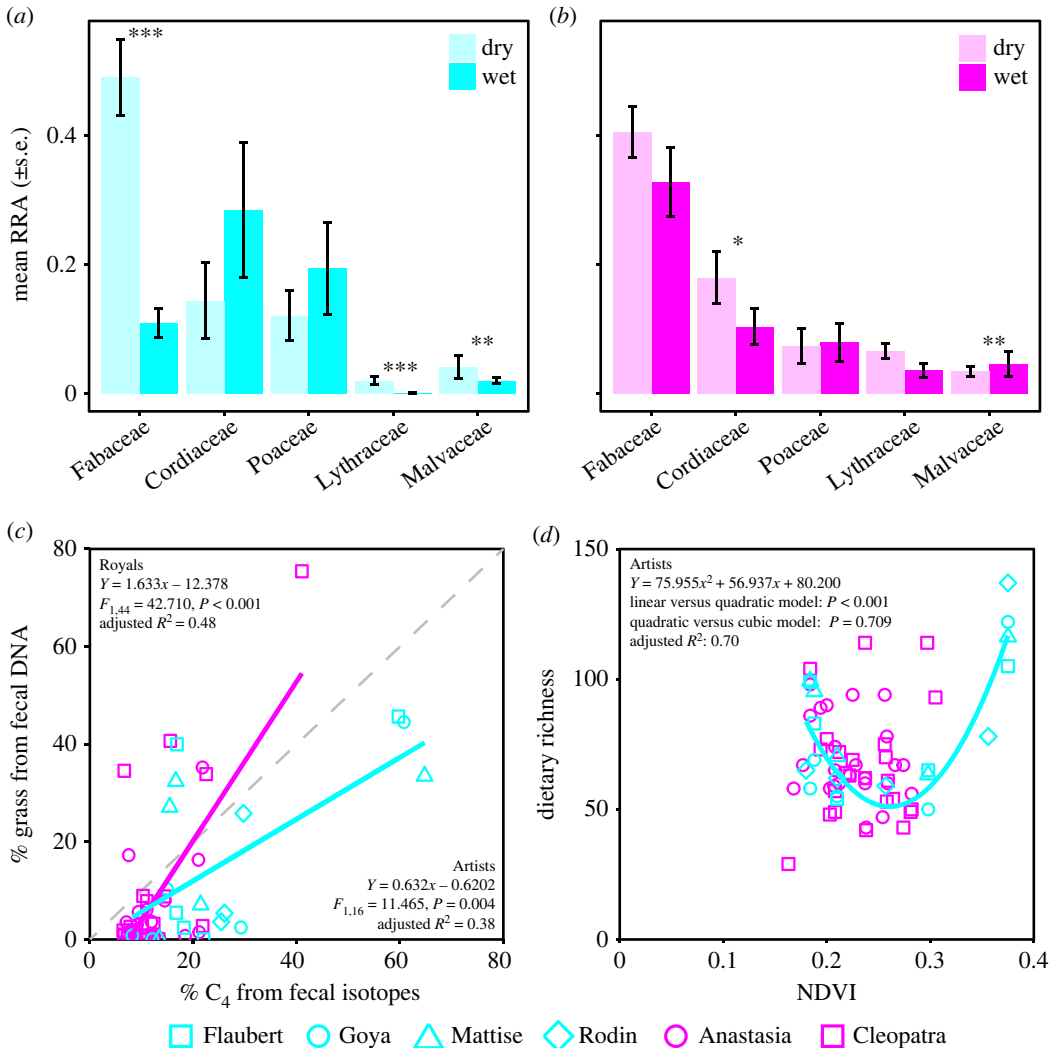 (a)
(b)
***
dry
wet
dry
wet
mean RRA (±s.e.)
0.4
0.2
0
***
**
*
**
Fabaceae
Cordiaceae
Poaceae
Lythraceae
Malvaceae
Fabaceae
Cordiaceae
Poaceae
Lythraceae
Malvaceae
(c)
% grass from fecal DNA
80
60
40
20
0
Royals
Y = 1.633x – 12.378
F1,44 = 42.710, P < 0.001
adjusted R² = 0.48
Artists
Y = 0.632x – 0.6202
F1,16 = 11.465, P = 0.004
adjusted R² = 0.38
0 20 40 60 80
% C₄ from fecal isotopes
(d)
dietary richness
150
100
50
0
Artists
Y = 75.955x² + 56.937x + 80.200
linear versus quadratic model: P < 0.001
quadratic versus cubic model: P = 0.709
adjusted R²: 0.70
0 0.1 0.2 0.3 0.4
NDVI
Flaubert Goya Mattise Rodin Anastasia Cleopatra